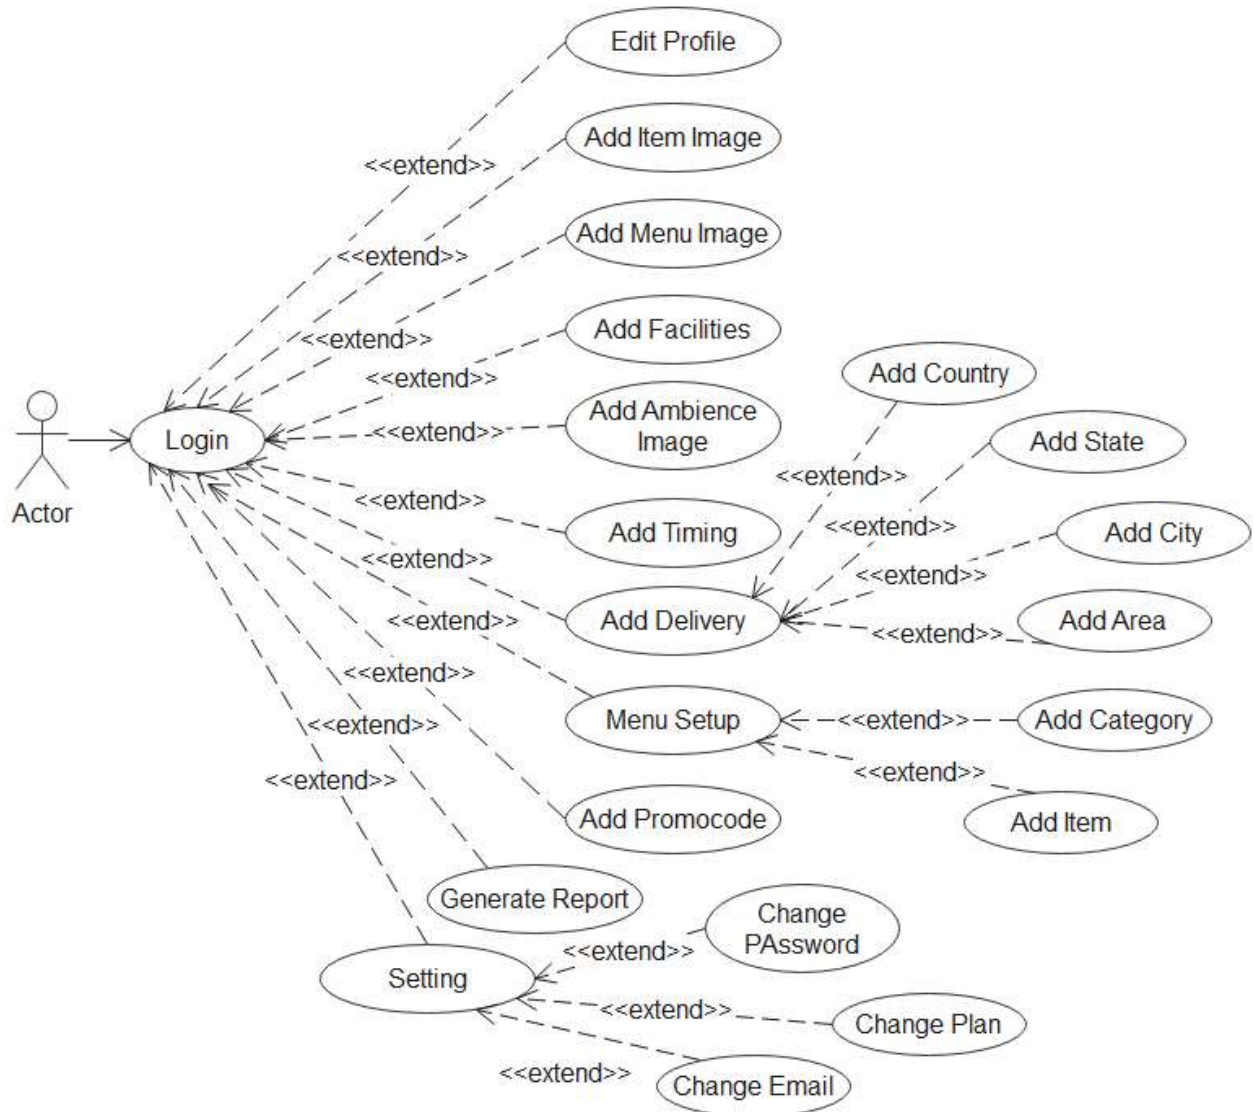 Edit Profile
Add Item Image
<<extend>>
Add Menu Image
<<extend>>
Add Facilities
<<extend>>
Add Country
<<extend>>
Add Ambience
Image
<<extend>>
Login
Add State
<<extend>>
<<extend>>
Actor
Add Timing
<<extend>>
Add City
<<extend>>
<<extend>>
Add Delivery
<<extend>>
Add Area
<<extend>>
<<extend>>
Menu Setup
<<extend>>
Add Category
<<extend>>
<<extend>>
<<extend>>
Add Promocode
Add Item
Generate Report
Change
PAssword
<<extend>>
Setting
<<extend>>
Change Plan
<<extend>>
Change Email